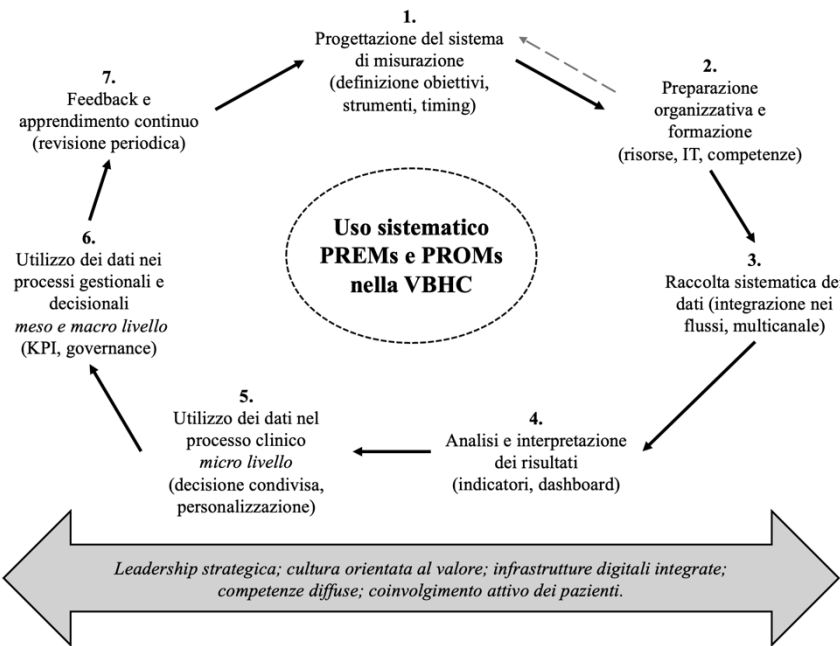 1.
Progettazione del sistema
di misurazione
(definizione obiettivi,
strumenti, timing)
2.
Preparazione
organizzativa e
formazione
(risorse, IT, competenze)
3.
Raccolta sistematica dei
dati (integrazione nei
flussi, multicanale)
4.
Analisi e interpretazione
dei risultati
(indicatori, dashboard)
5.
Utilizzo dei dati nel
processo clinico
micro livello
(decisione condivisa,
personalizzazione)
6.
Utilizzo dei dati nei
processi gestionali e
decisionali
meso e macro livello
(KPI, governance)
7.
Feedback e
apprendimento continuo
(revisione periodica)
Uso sistematico
PREMs e PROMs
nella VBHC
Leadership strategica; cultura orientata al valore; infrastrutture digitali integrate;
competenze diffuse; coinvolgimento attivo dei pazienti.